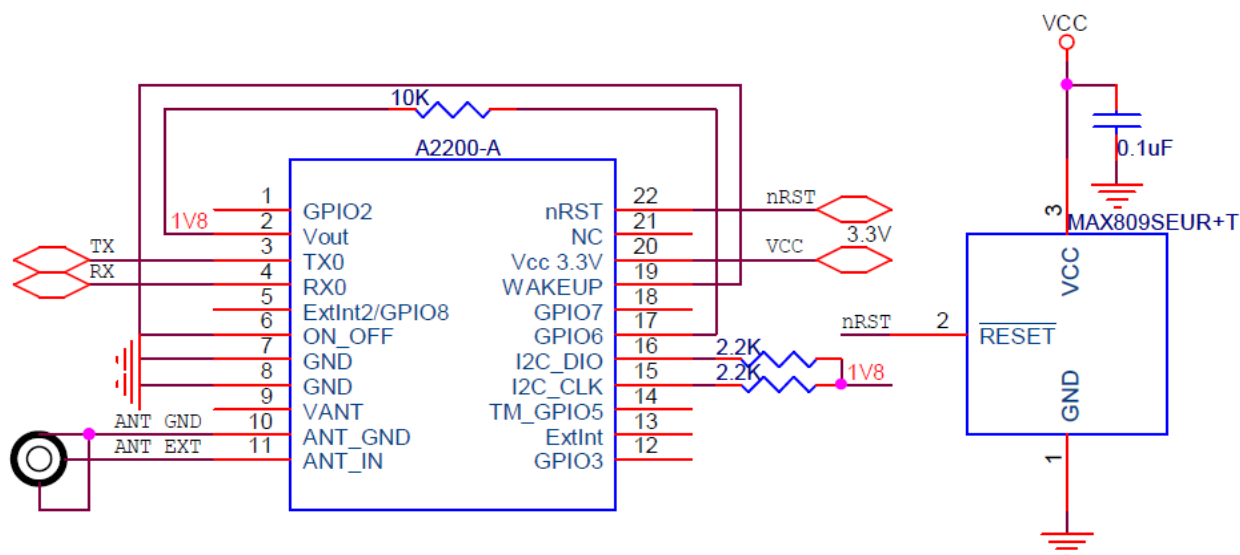 VCC
10K
A2200-A
0.1uF
1 GPIO2
1V8 2 Vout
TX 3 TX0
RX 4 RX0
5 ExtInt2/GPIO8
6 ON_OFF
7 GND
8 GND
9 VANT
ANT GND 10 ANT_GND
ANT EXT 11 ANT_IN
nRST 22 nRST
NC 21
Vcc 3.3V 20 VCC 3.3V
WAKEUP 19
GPIO7 18
GPIO6 17
I2C_DIO 16 2.2K
I2C_CLK 15 2.2K 1V8
TM_GPIO5 14
ExtInt 13
GPIO3 12
MAX809SEUR+T
3 VCC
nRST 2 RESET
GND 1